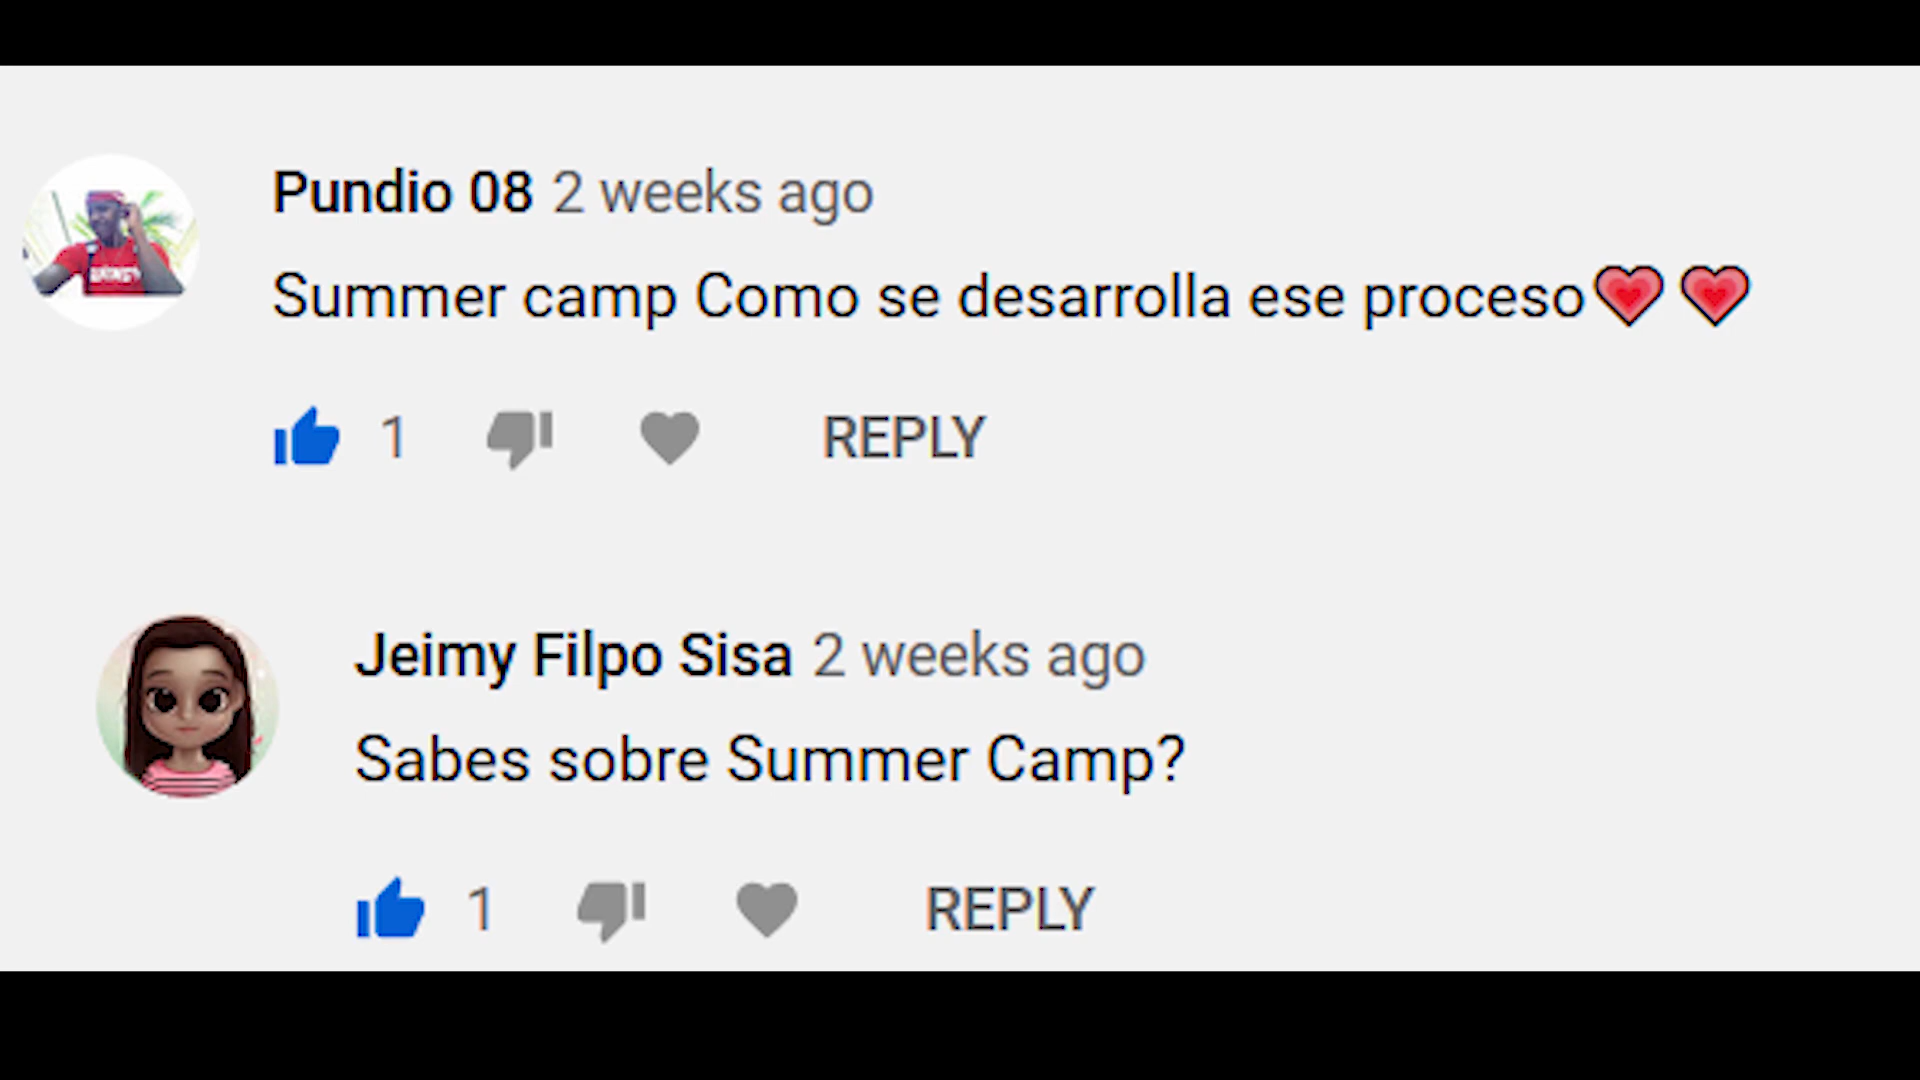 Pundio 08 2 weeks ago
Summer camp Como se desarrolla ese proceso💗💗
1 REPLY
Jeimy Filpo Sisa 2 weeks ago
Sabes sobre Summer Camp?
1 REPLY